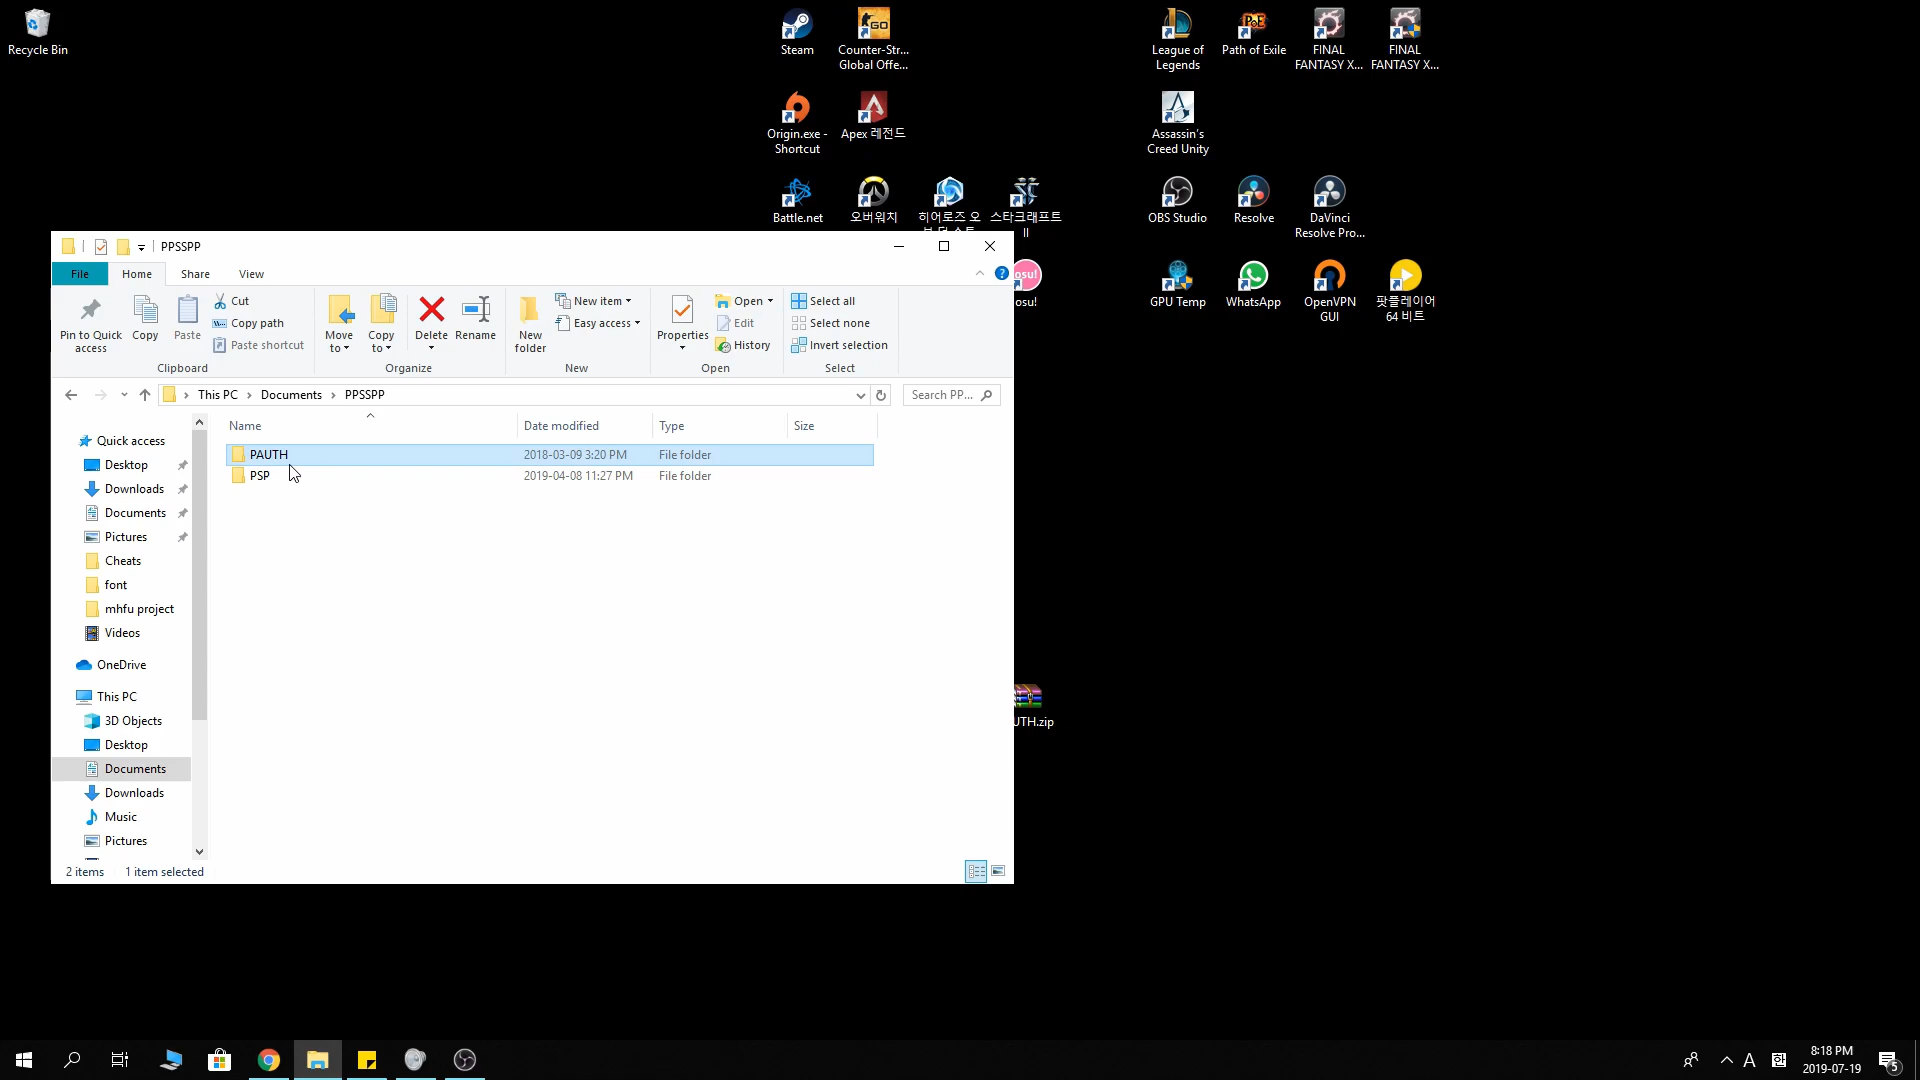 Recycle Bin
Steam
Counter-Str...
Global Offe...
League of
Legends
Path of Exile
FINAL
FANTASY X...
FINAL
FANTASY X...
Origin.exe -
Shortcut
Apex 레전드
Assassin's
Creed Unity
Battle.net
오버워치
히어로즈 오
스타크래프트
II
OBS Studio
Resolve
DaVinci
Resolve Pro...
PPSSPP
File
Home
Share
View
osu!
osu!
GPU Temp
WhatsApp
OpenVPN
GUI
팟플레이어
64 비트
Pin to Quick
access
Copy
Paste
Cut
Copy path
Paste shortcut
Clipboard
Move
to
Copy
to
Delete
Rename
Organize
New
folder
New item
Easy access
New
Properties
Open
Edit
History
Open
Select all
Select none
Invert selection
Select
This PC
Documents
PPSSPP
Search PP...
Name
Date modified
Type
Size
PAUTH
2018-03-09 3:20 PM
File folder
PSP
2019-04-08 11:27 PM
File folder
Quick access
Desktop
Downloads
Documents
Pictures
Cheats
font
mhfu project
Videos
OneDrive
This PC
3D Objects
Desktop
Documents
Downloads
Music
Pictures
UTH.zip
2 items
1 item selected
A
한
8:18 PM
2019-07-19
5